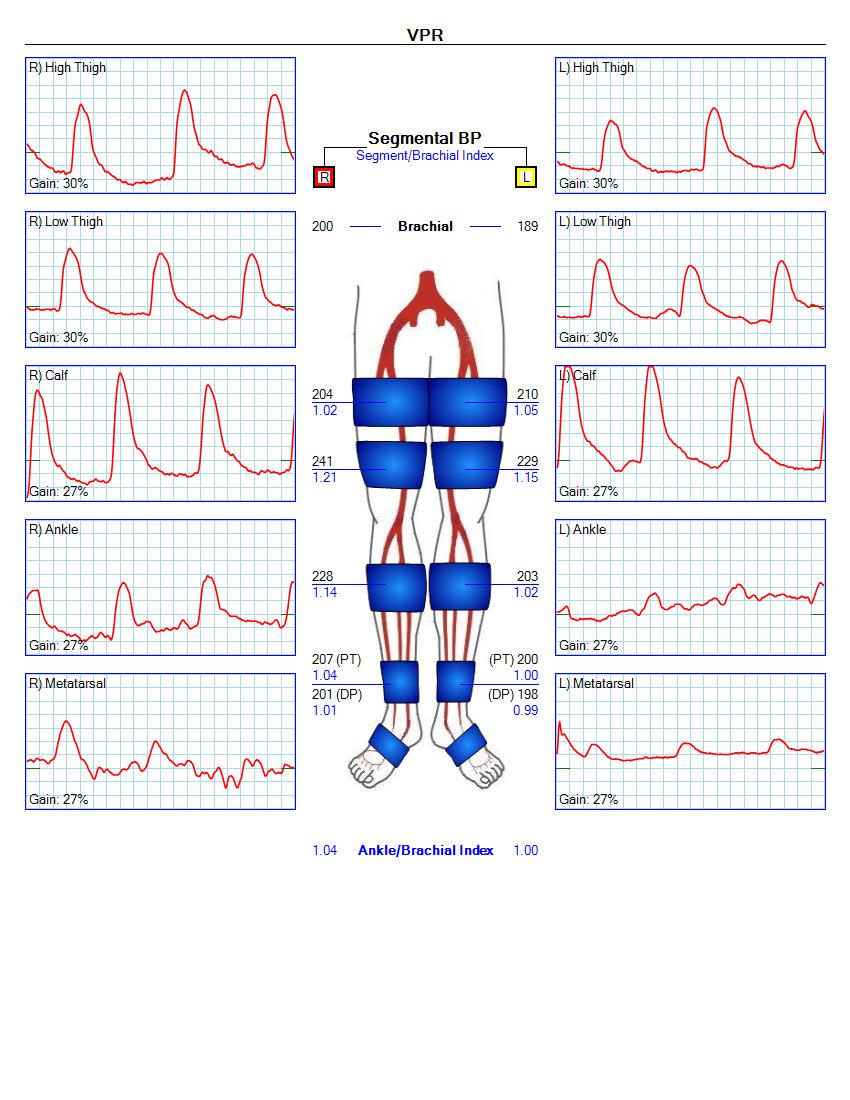 VPR
R) High Thigh
Gain: 30%
L) High Thigh
Gain: 30%
Segmental BP
Segment/Brachial Index
R
L
200 Brachial 189
R) Low Thigh
Gain: 30%
L) Low Thigh
Gain: 30%
R) Calf
Gain: 27%
L) Calf
Gain: 27%
204 210
1.02 1.05
241 229
1.21 1.15
R) Ankle
Gain: 27%
L) Ankle
Gain: 27%
228 203
1.14 1.02
207 (PT) (PT) 200
1.04 1.00
201 (DP) (DP) 198
1.01 0.99
R) Metatarsal
Gain: 27%
L) Metatarsal
Gain: 27%
1.04 Ankle/Brachial Index 1.00